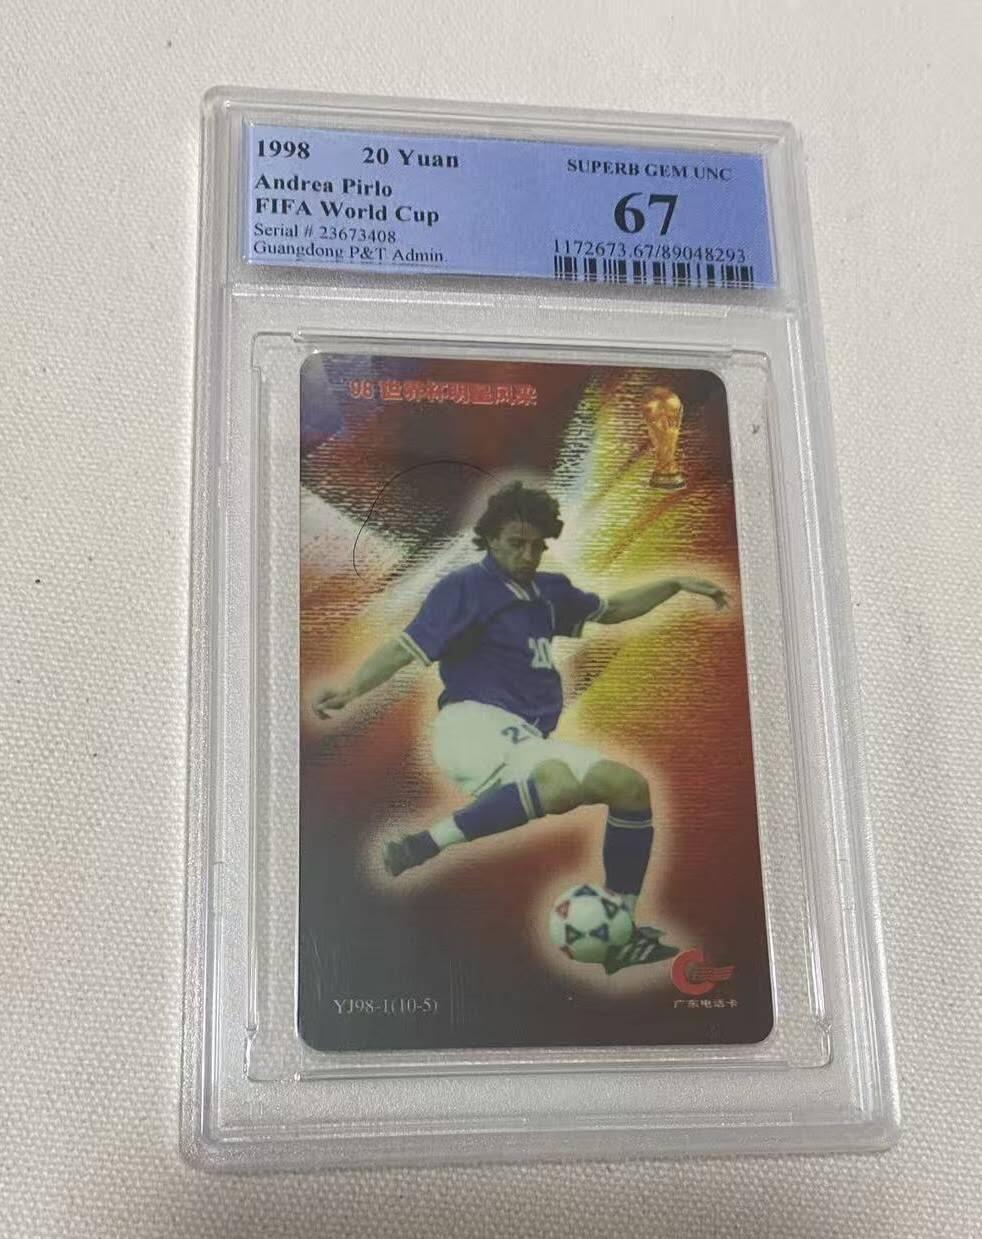 1998 20 Yuan
Andrea Pirlo
FIFA World Cup
Serial # 23673408
Guangdong P&T Admin.
SUPERB GEM UNC
67
1172673.67/89048293
'98 世界杯明星风采
20
YJ98-1(10-5)
广东电话卡